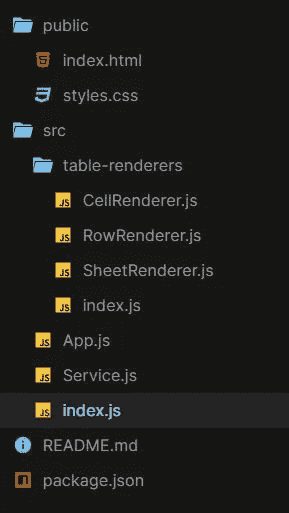 public
index.html
styles.css
src
table-renderers
JS CellRenderer.js
JS RowRenderer.js
JS SheetRenderer.js
JS index.js
JS App.js
JS Service.js
JS index.js
README.md
package.json